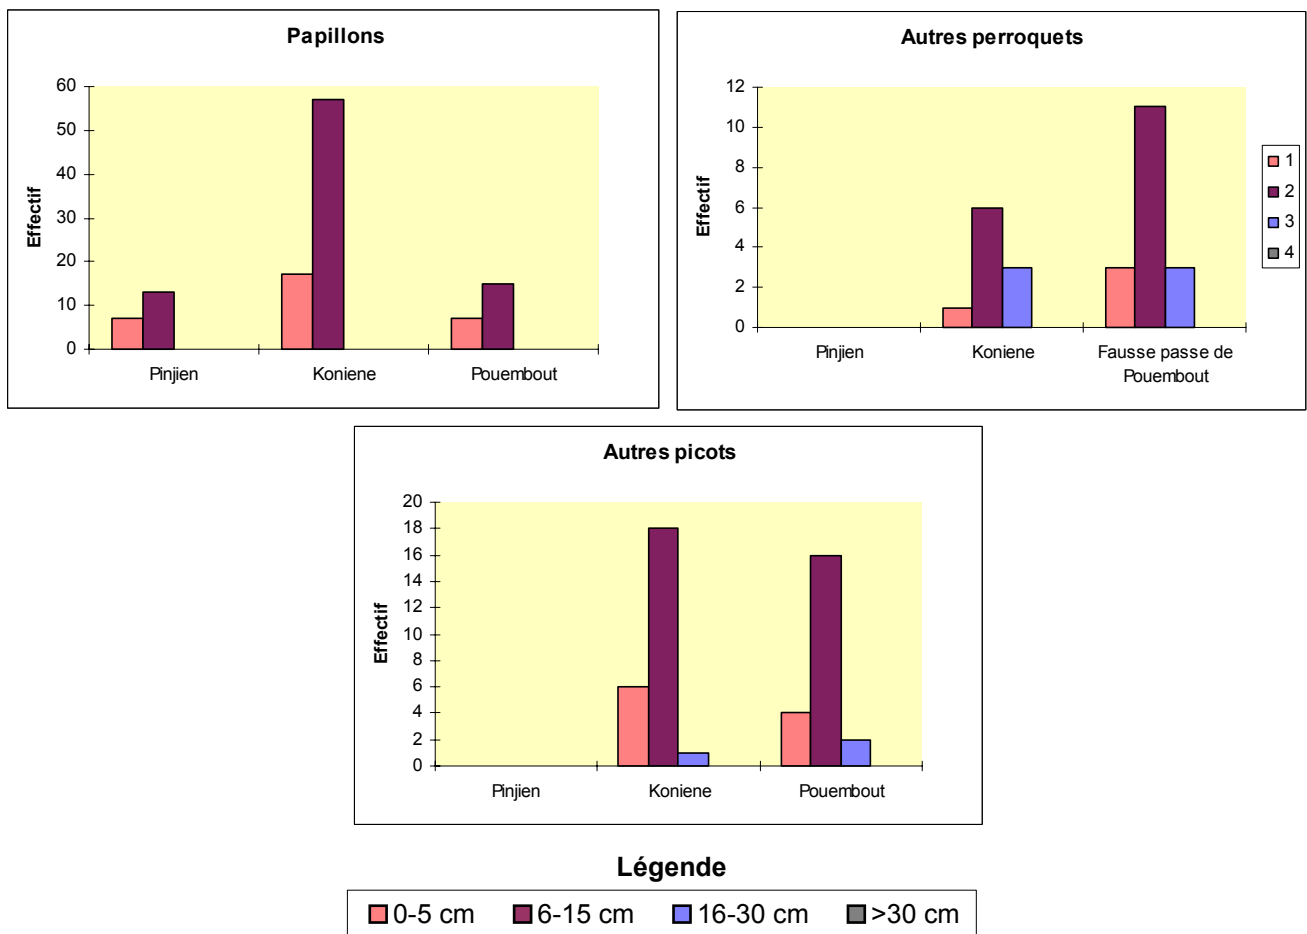 Papillons
60
50
40
30
20
10
0
Effectif
Pinjien Koniene Pouembout
Autres perroquets
12
10
8
6
4
2
0
Effectif
Pinjien Koniene Fausse passe de
Pouembout
1
2
3
4
Autres picots
20
18
16
14
12
10
8
6
4
2
0
Effectif
Pinjien Koniene Pouembout
Légende
0-5 cm 6-15 cm 16-30 cm >30 cm